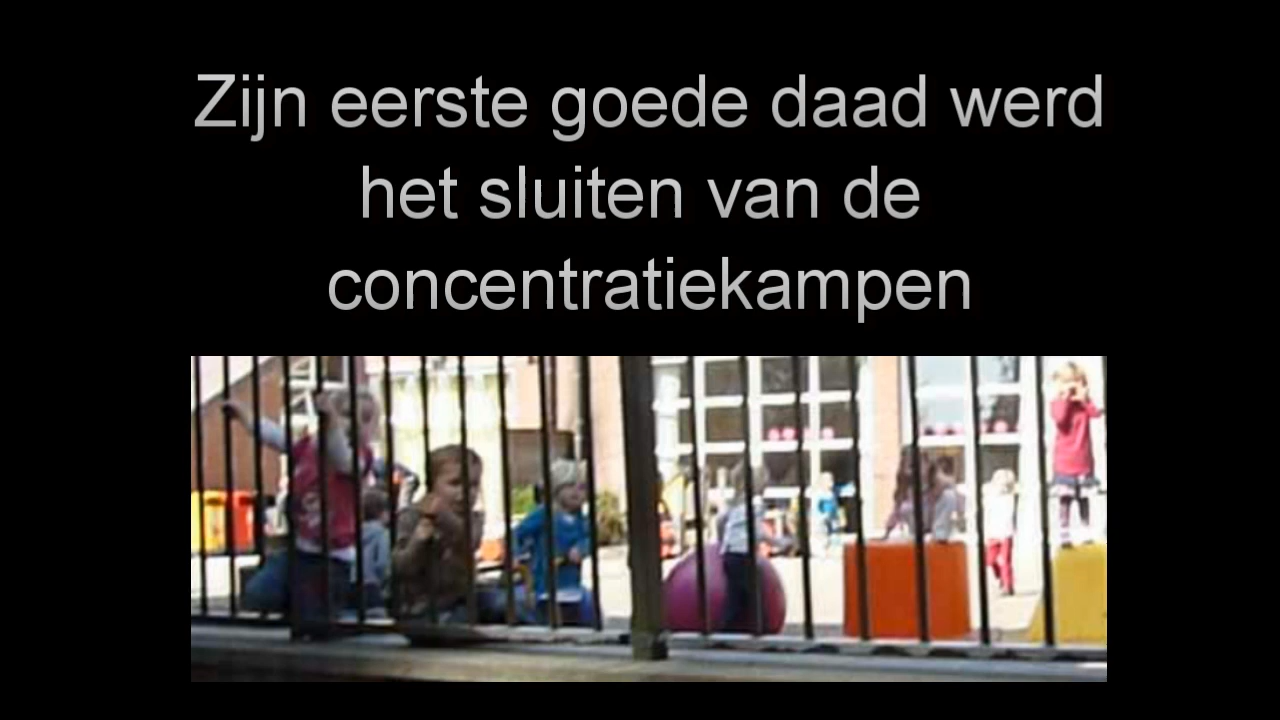 Zijn eerste goede daad werd
het sluiten van de
concentratiekampen